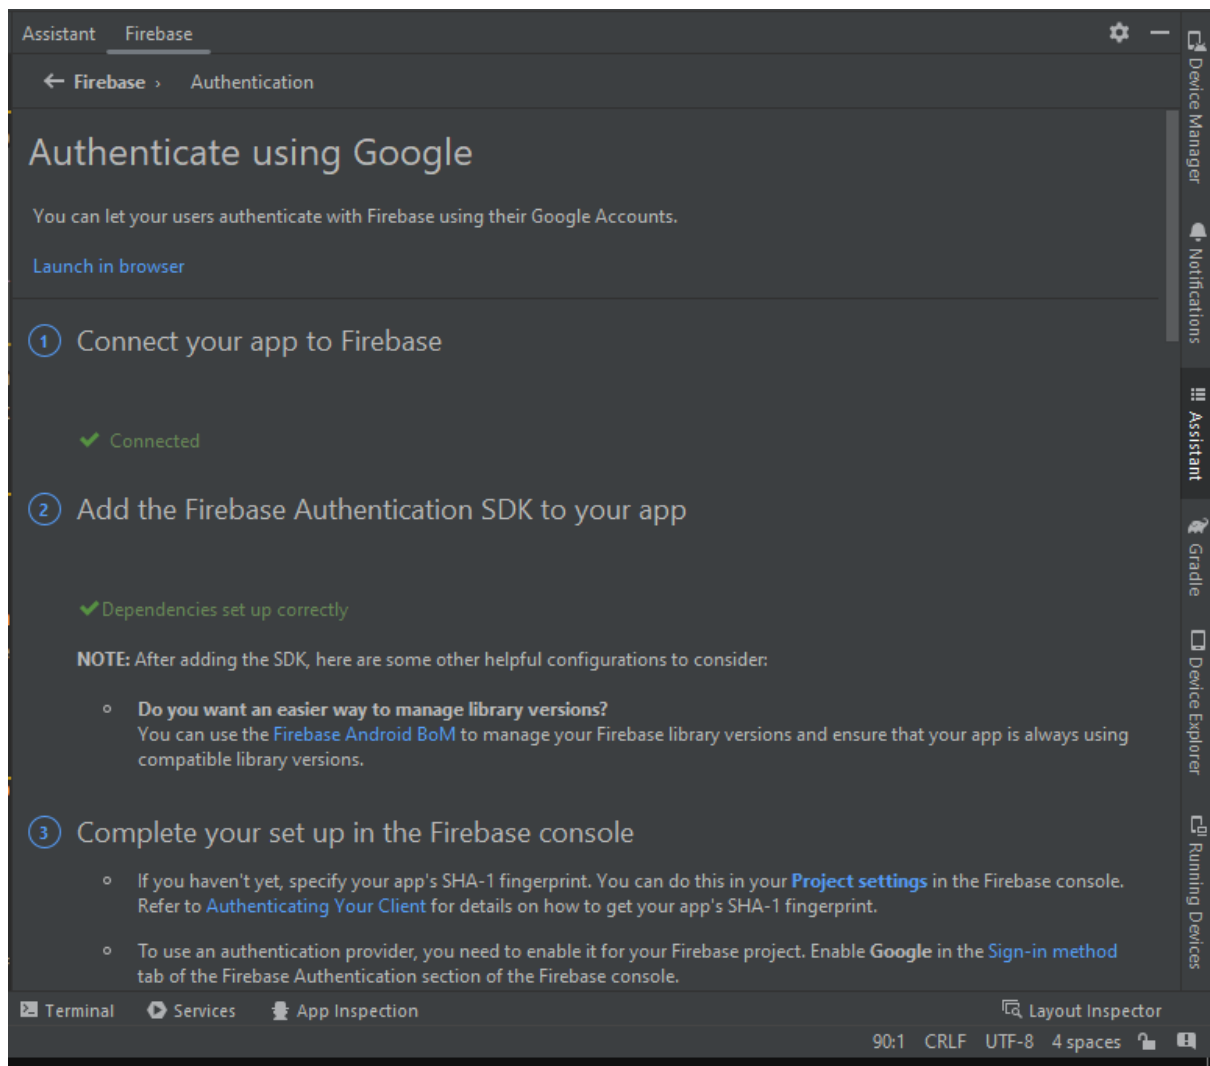 Assistant Firebase
← Firebase › Authentication
Authenticate using Google
You can let your users authenticate with Firebase using their Google Accounts.
Launch in browser
1 Connect your app to Firebase
✔ Connected
2 Add the Firebase Authentication SDK to your app
✔ Dependencies set up correctly
NOTE: After adding the SDK, here are some other helpful configurations to consider:
Do you want an easier way to manage library versions?
You can use the Firebase Android BoM to manage your Firebase library versions and ensure that your app is always using
compatible library versions.
3 Complete your set up in the Firebase console
If you haven't yet, specify your app's SHA-1 fingerprint. You can do this in your Project settings in the Firebase console.
Refer to Authenticating Your Client for details on how to get your app's SHA-1 fingerprint.
To use an authentication provider, you need to enable it for your Firebase project. Enable Google in the Sign-in method
tab of the Firebase Authentication section of the Firebase console.
Device Manager
Notifications
Assistant
Gradle
Device Explorer
Running Devices
Terminal Services App Inspection Layout Inspector
90:1 CRLF UTF-8 4 spaces